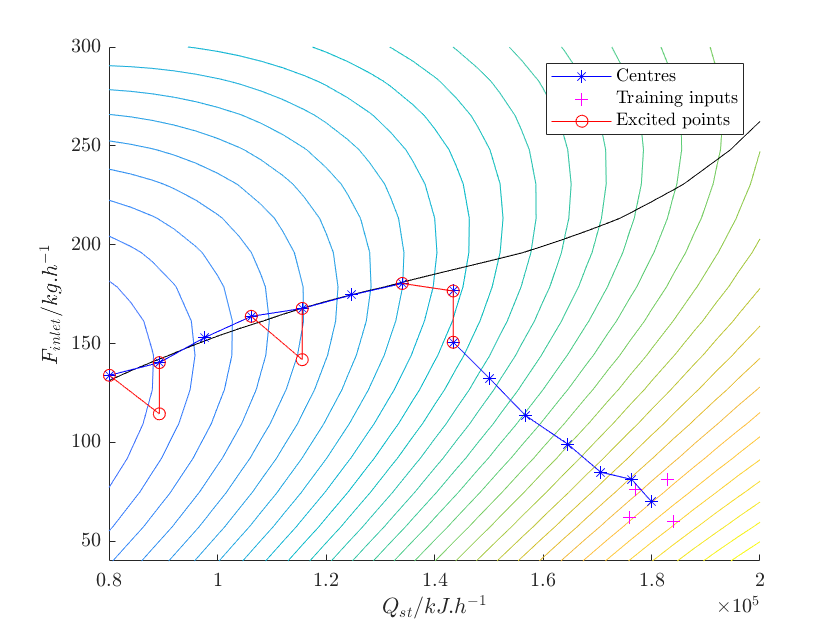 300
250
200
150
100
50
0.8
1
1.2
1.4
1.6
1.8
2
×10^5
Q_{st}/kJ.h^{-1}
F_{inlet}/kg.h^{-1}
Centres
Training inputs
Excited points